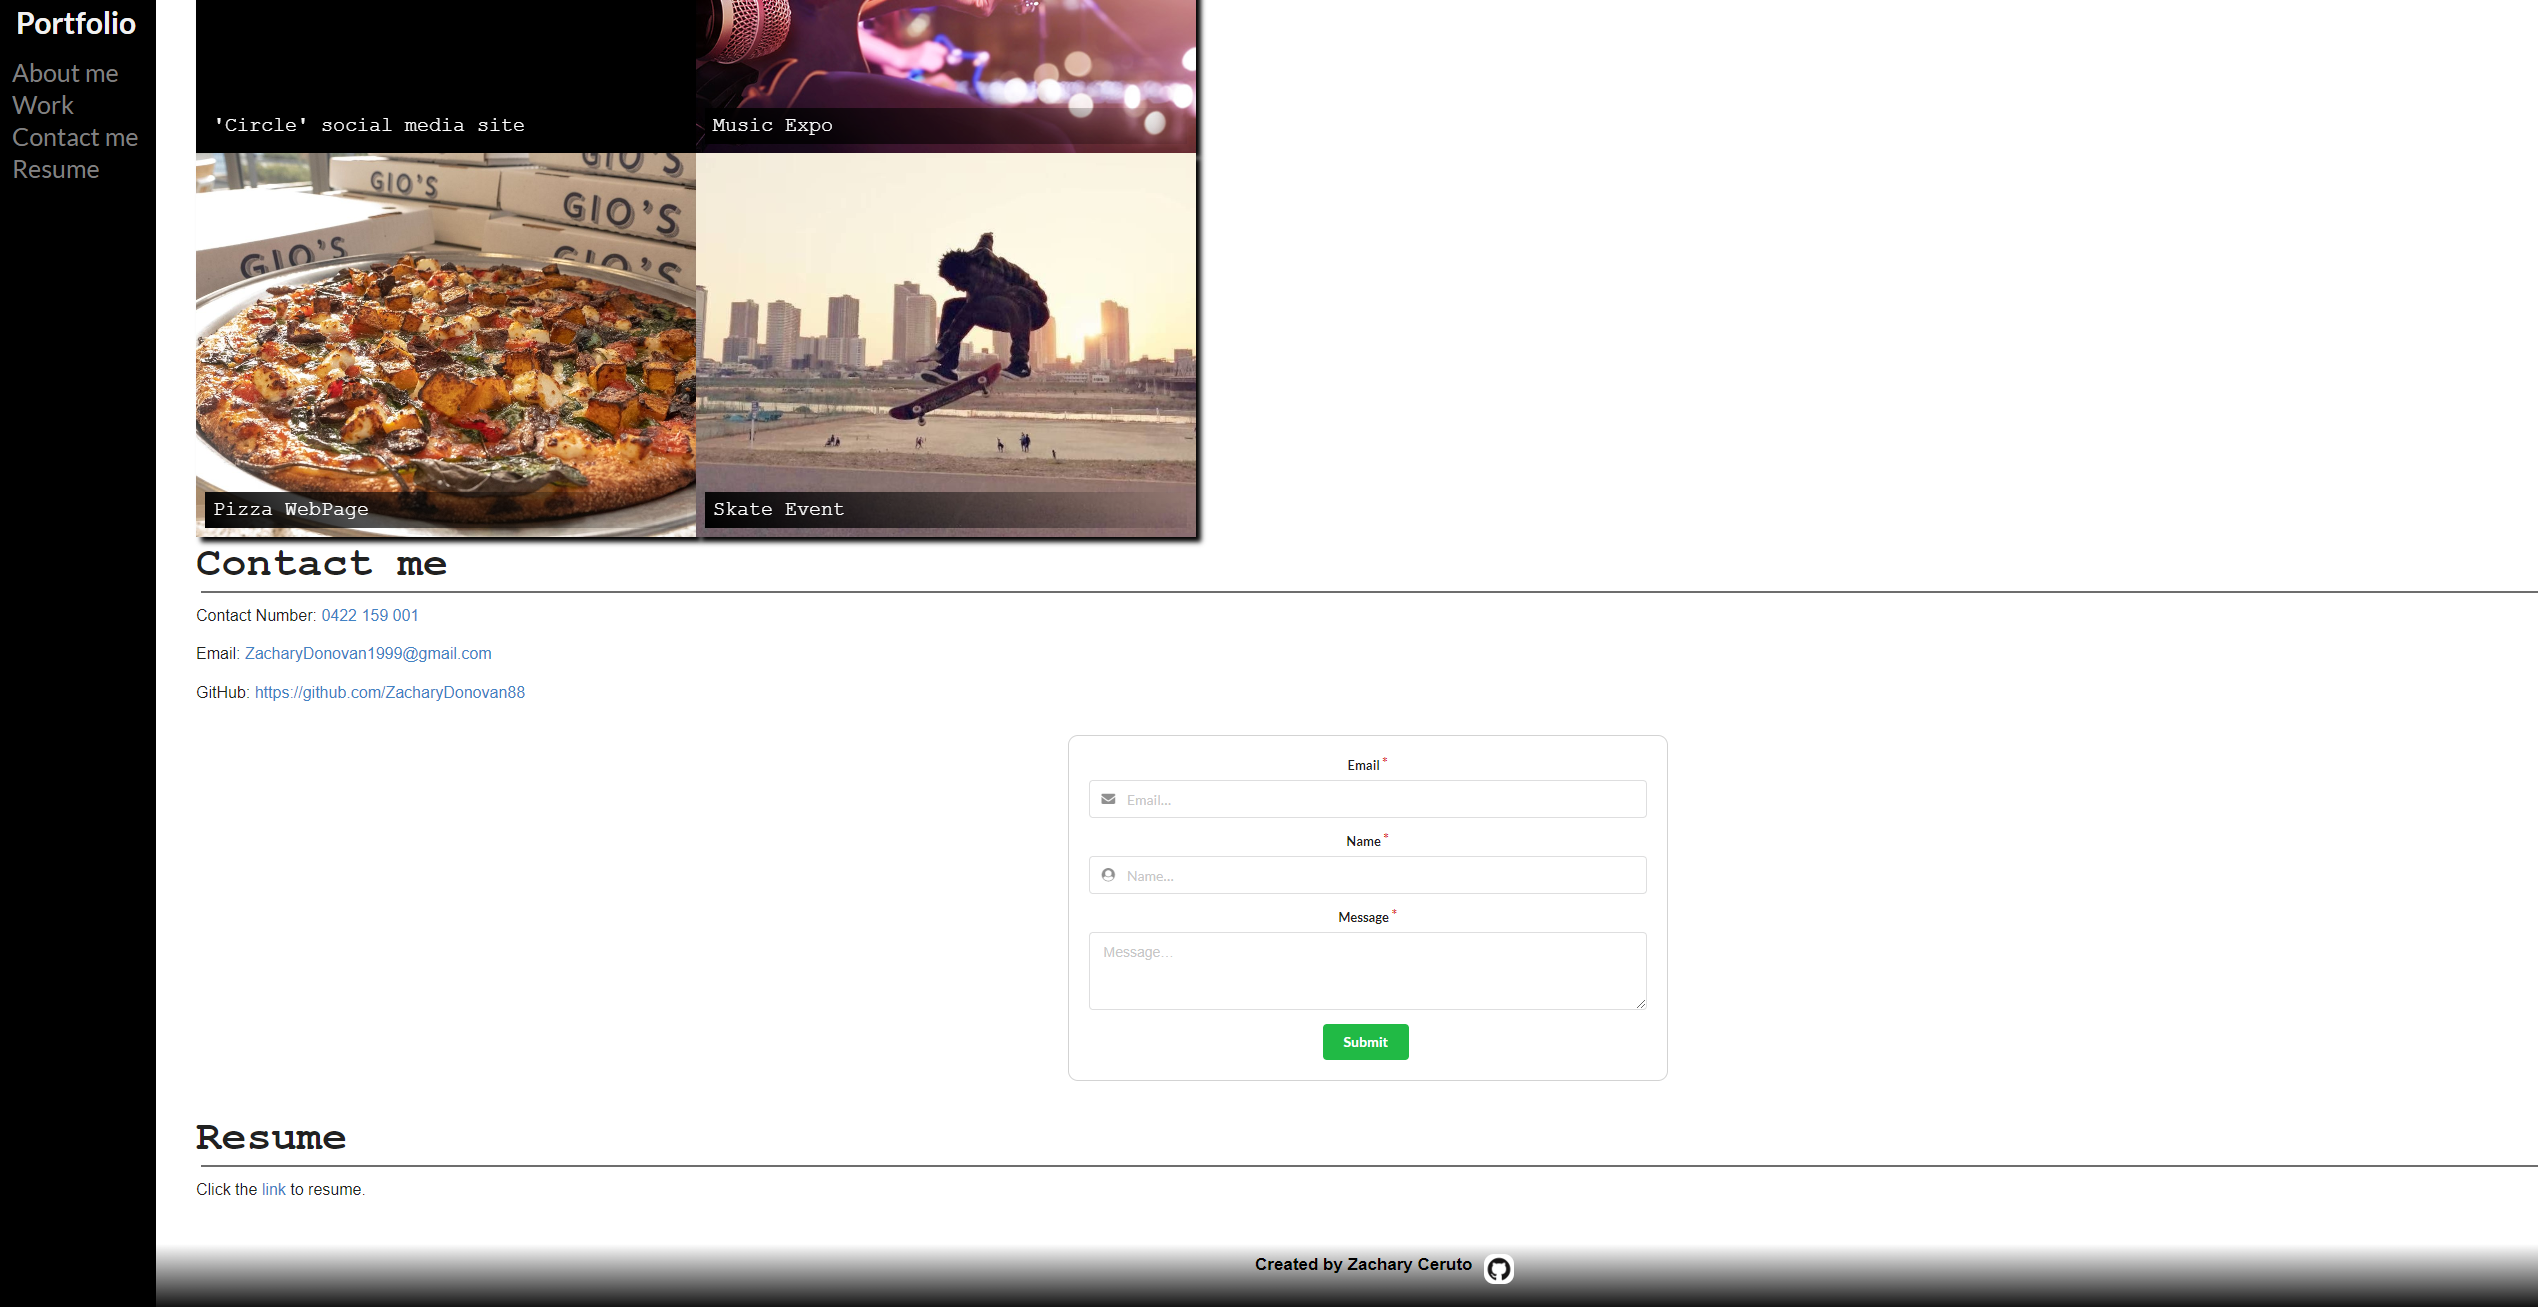 Portfolio
About me
Work
Contact me
Resume
'Circle' social media site
Music Expo
GIO'S
GIO'S
GIO'S
GIO'S
GIO'S
Pizza WebPage
Skate Event
Contact me
Contact Number: 0422 159 001
Email: ZacharyDonovan1999@gmail.com
GitHub: https://github.com/ZacharyDonovan88
Email*
Email...
Name*
Name...
Message*
Message...
Submit
Resume
Click the link to resume.
Created by Zachary Ceruto